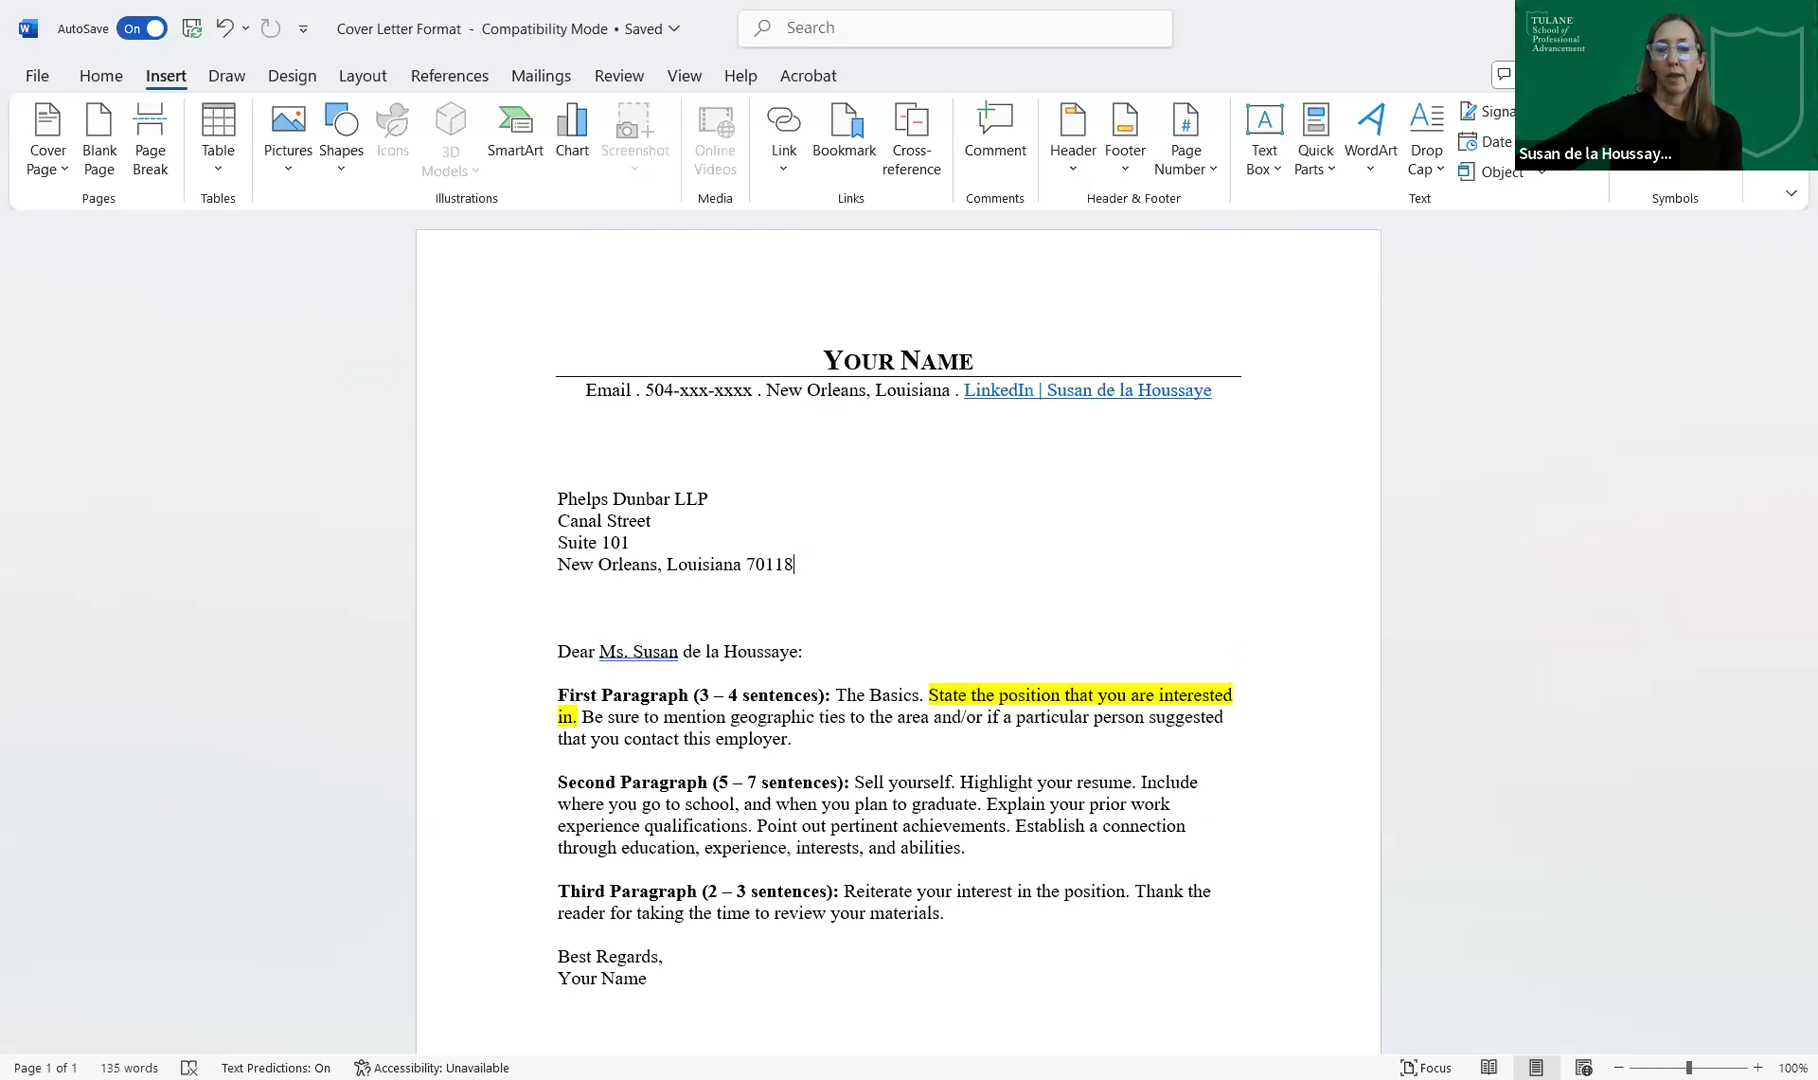 AutoSave On Cover Letter Format - Compatibility Mode • Saved Search
TULANE
School of
Professional
Advancement
File Home Insert Draw Design Layout References Mailings Review View Help Acrobat
Cover Page Blank Page Page Break Table Pictures Shapes Icons 3D Models SmartArt Chart Screenshot Online Videos Link Bookmark Cross-reference Comment Header Footer Page Number Text Box Quick Parts WordArt Drop Cap
Signa
Date
Object
Susan de la Houssay...
Pages Tables Illustrations Media Links Comments Header & Footer Text Symbols
YOUR NAME
Email . 504-xxx-xxxx . New Orleans, Louisiana . LinkedIn | Susan de la Houssaye
Phelps Dunbar LLP
Canal Street
Suite 101
New Orleans, Louisiana 70118
Dear Ms. Susan de la Houssaye:
First Paragraph (3 – 4 sentences): The Basics. State the position that you are interested
in. Be sure to mention geographic ties to the area and/or if a particular person suggested
that you contact this employer.
Second Paragraph (5 – 7 sentences): Sell yourself. Highlight your resume. Include
where you go to school, and when you plan to graduate. Explain your prior work
experience qualifications. Point out pertinent achievements. Establish a connection
through education, experience, interests, and abilities.
Third Paragraph (2 – 3 sentences): Reiterate your interest in the position. Thank the
reader for taking the time to review your materials.
Best Regards,
Your Name
Page 1 of 1 135 words Text Predictions: On Accessibility: Unavailable Focus 100%